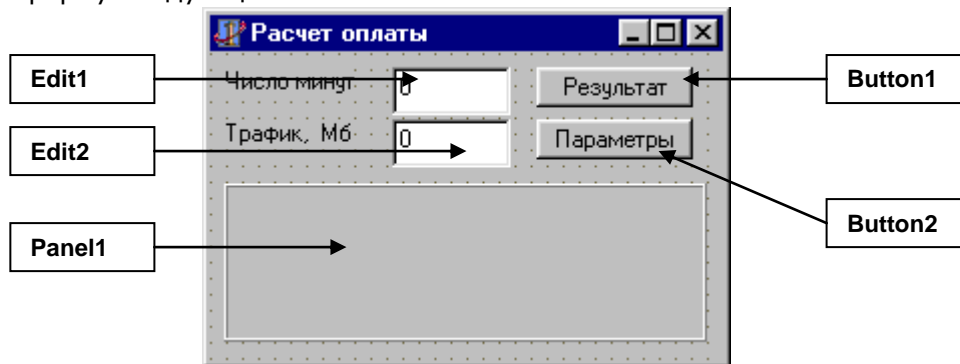 Расчет оплаты
Edit1
Число минут
0
Результат
Button1
Edit2
Трафик, Мб
0
Параметры
Panel1
Button2